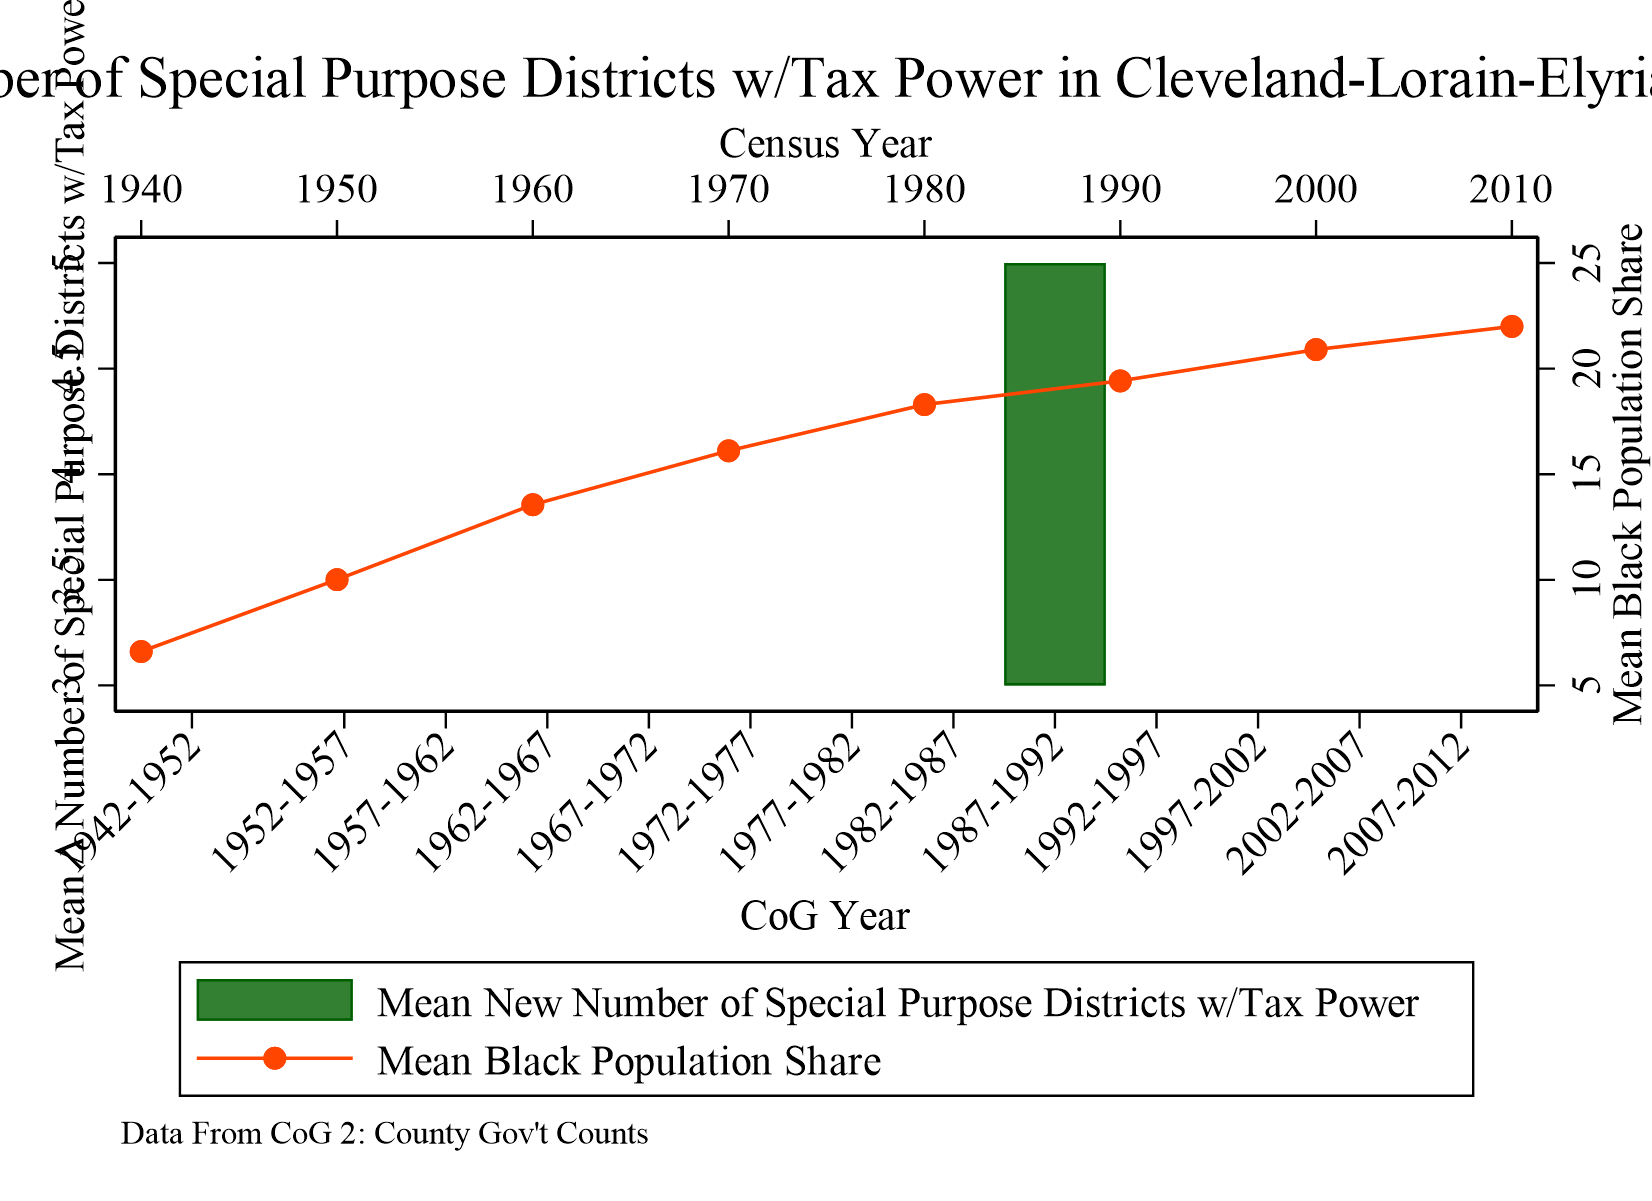 of Special Purpose Districts w/Tax Power in Cleveland-Lorain-Elyria
Census Year
1940 1950 1960 1970 1980 1990 2000 2010
Mean Δ Number of Special Purpose Districts w/Tax Power
5
4.5
4
3.5
3
25
20
15
10
5
Mean Black Population Share
1942-1952 1952-1957 1957-1962 1962-1967 1967-1972 1972-1977 1977-1982 1982-1987 1987-1992 1992-1997 1997-2002 2002-2007 2007-2012
CoG Year
Mean New Number of Special Purpose Districts w/Tax Power
Mean Black Population Share
Data From CoG 2: County Gov't Counts